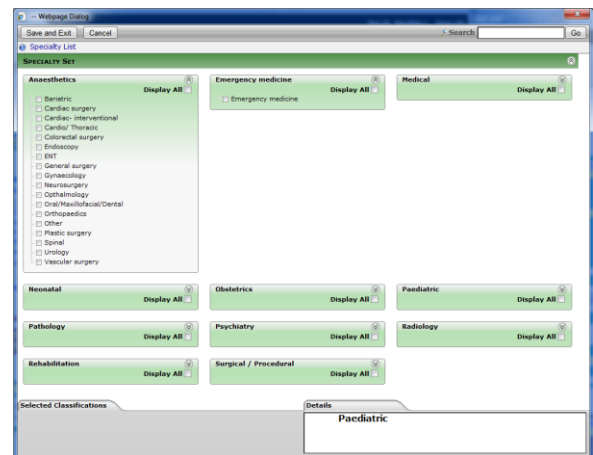 -- Webpage Dialog
Save and Exit Cancel Search Go
Specialty List
SPECIALTY SET
Anaesthetics
Display All
Bariatric
Cardiac surgery
Cardiac- interventional
Cardio/ Thoracic
Colorectal surgery
Endoscopy
ENT
General surgery
Gynaecology
Neurosurgery
Opthalmology
Oral/Maxillofacial/Dental
Orthopaedics
Other
Plastic surgery
Spinal
Urology
Vascular surgery
Emergency medicine
Display All
Emergency medicine
Medical
Display All
Neonatal
Display All
Obstetrics
Display All
Paediatric
Display All
Pathology
Display All
Psychiatry
Display All
Radiology
Display All
Rehabilitation
Display All
Surgical / Procedural
Display All
Selected Classifications
Details
Paediatric